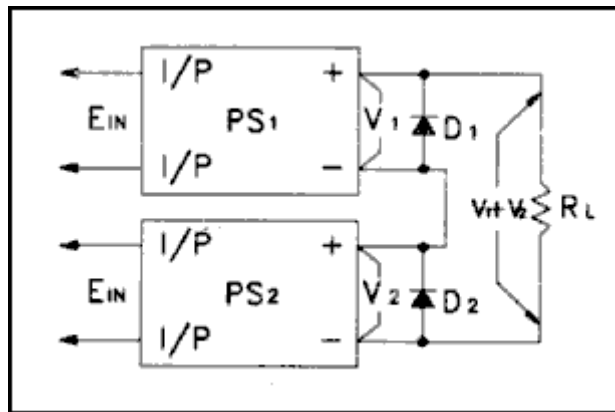 I/P +
EIN PS1 V1 D1
I/P −
V1+V2 RL
I/P +
EIN PS2 V2 D2
I/P −